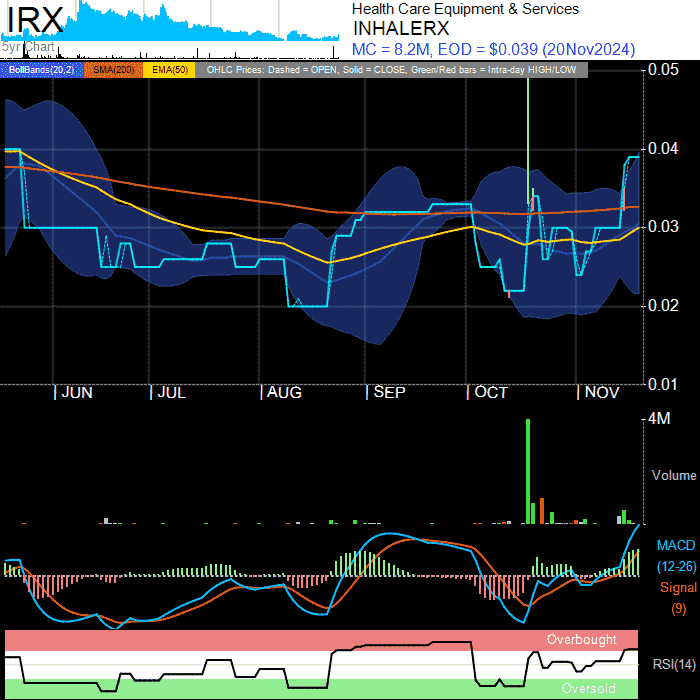 IRX
5yr Chart
Health Care Equipment & Services
INHALERX
MC = 8.2M, EOD = $0.039 (20Nov2024)
BollBands(20,2) SMA(200) EMA(50) OHLC Prices: Dashed = OPEN, Solid = CLOSE, Green/Red bars = Intra-day HIGH/LOW
0.05
0.04
0.03
0.02
0.01
JUN JUL AUG SEP OCT NOV
4M
Volume
MACD
(12-26)
Signal
(9)
Overbought
RSI(14)
Oversold